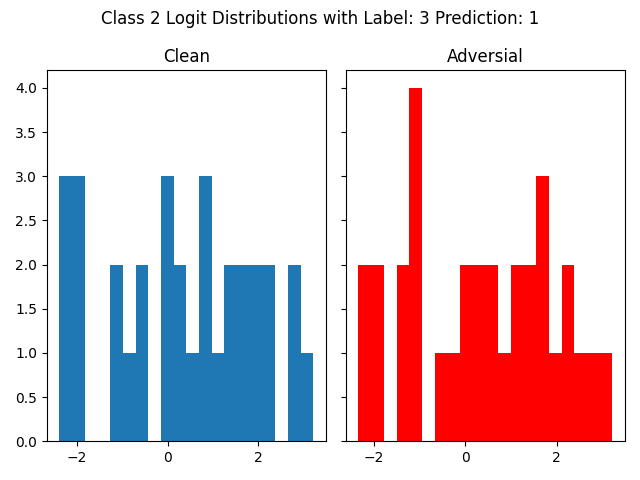 Class 2 Logit Distributions with Label: 3 Prediction: 1
Clean
Adversial
4.0
3.5
3.0
2.5
2.0
1.5
1.0
0.5
0.0
−2 0 2
−2 0 2